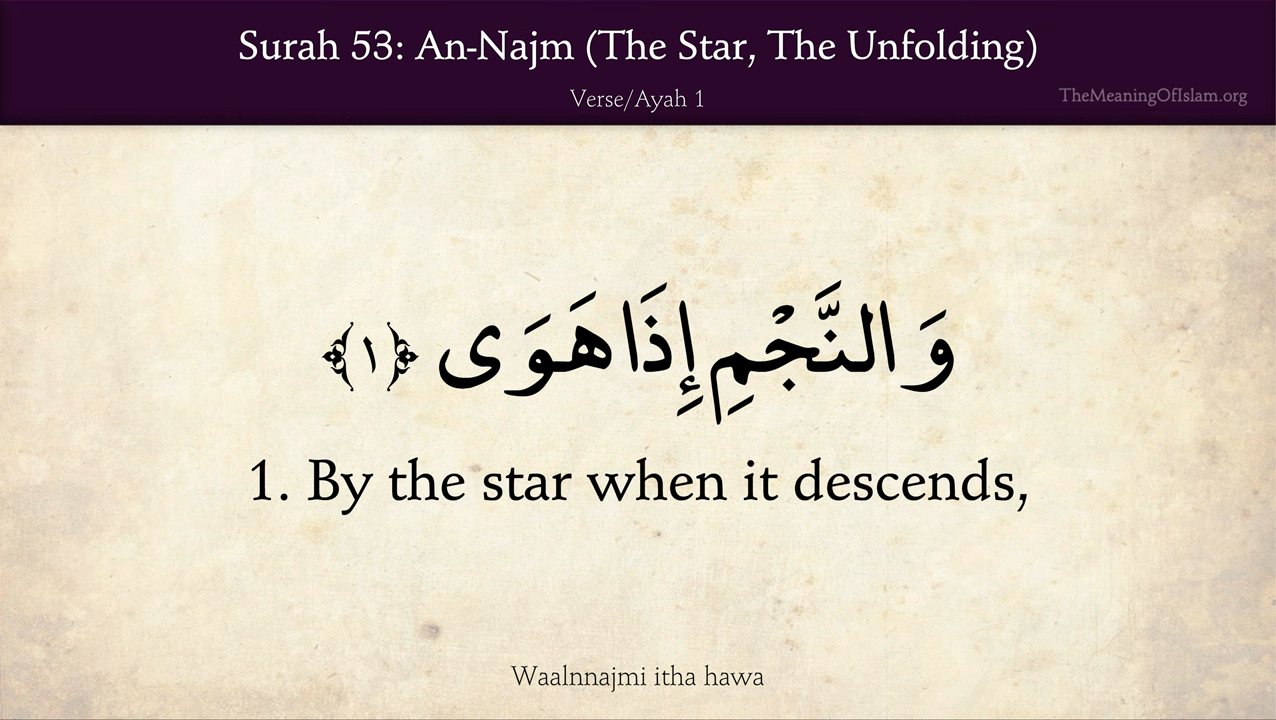 Surah 53: An-Najm (The Star, The Unfolding)
Verse/Ayah 1
TheMeaningOfIslam.org
وَالنَّجْمِ إِذَا هَوَى ﴿١﴾
1. By the star when it descends,
Waalnnajmi itha hawa